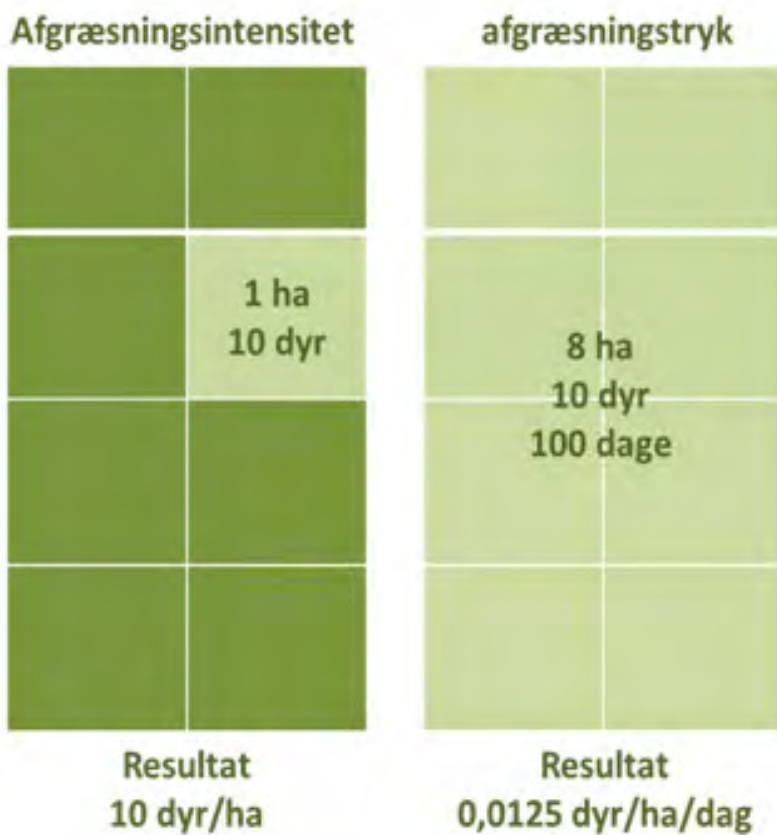 Afgræsningsintensitet
1 ha
10 dyr
Resultat
10 dyr/ha
afgræsningstryk
8 ha
10 dyr
100 dage
Resultat
0,0125 dyr/ha/dag